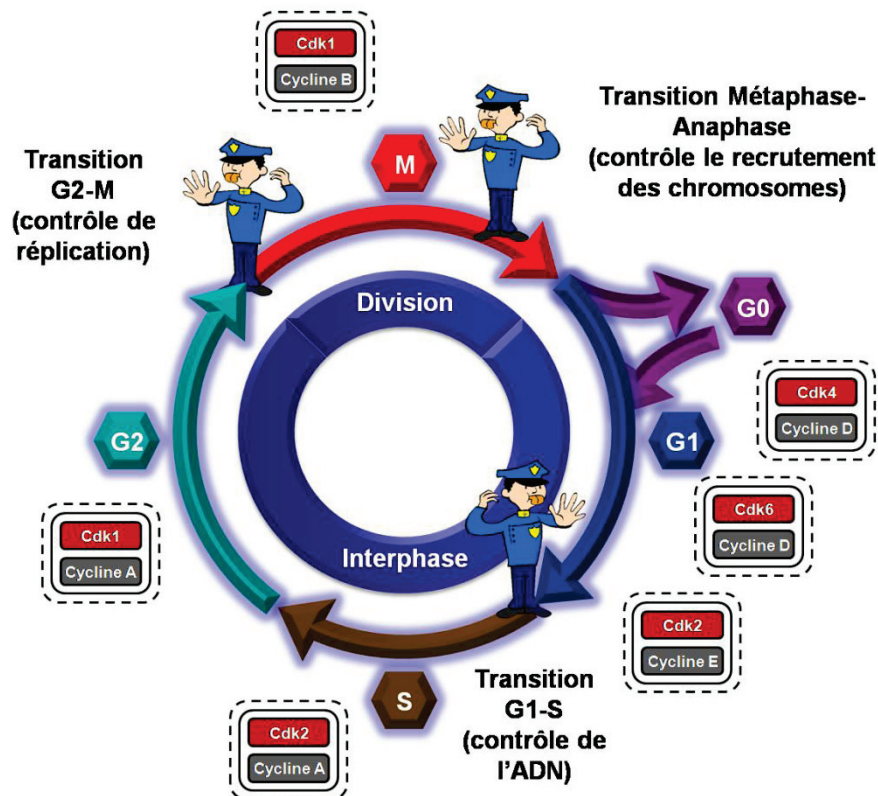 Cdk1
Cycline B
Transition Métaphase-
Anaphase
(contrôle le recrutement
des chromosomes)
Transition
G2-M
(contrôle de
réplication)
M
Division
G0
Cdk4
Cycline D
G2
G1
Cdk6
Cycline D
Cdk1
Cycline A
Interphase
Cdk2
Cycline E
S
Transition
G1-S
(contrôle de
l'ADN)
Cdk2
Cycline A